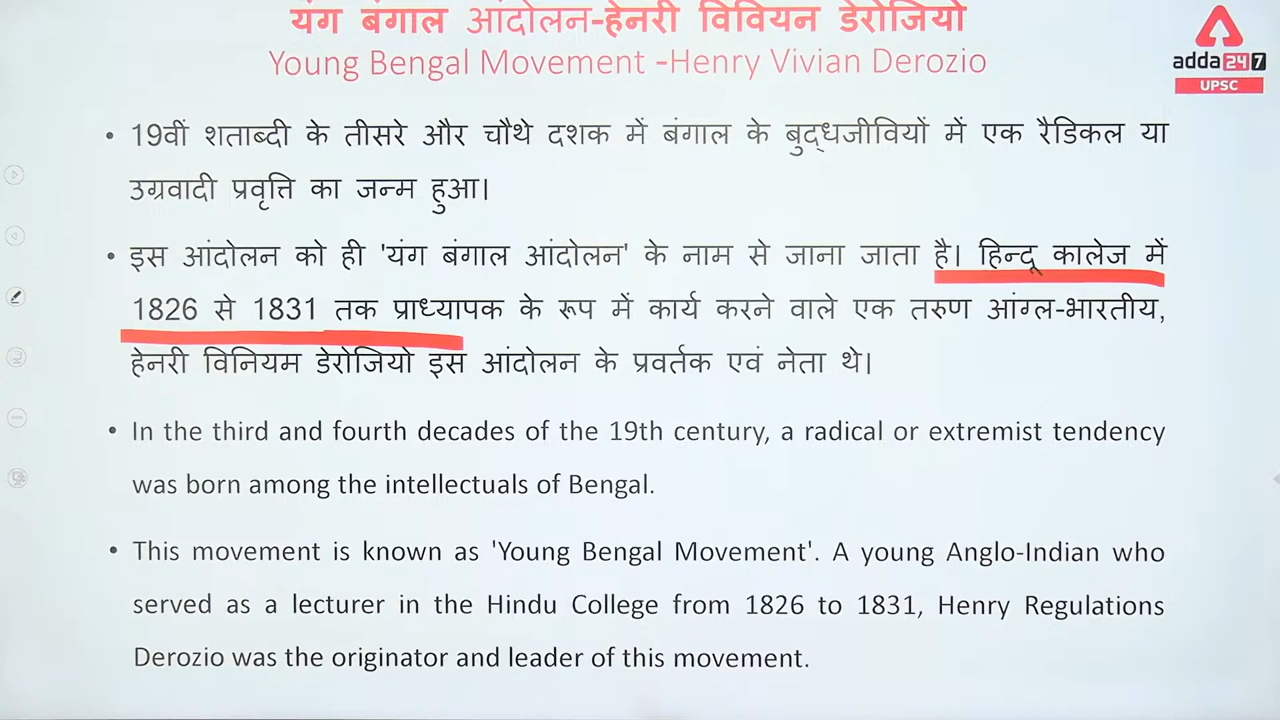 यंग बंगाल आंदोलन-हेनरी विवियन डेरोजियो
Young Bengal Movement -Henry Vivian Derozio
adda247
UPSC
• 19वीं शताब्दी के तीसरे और चौथे दशक में बंगाल के बुद्धजीवियों में एक रैडिकल या
उग्रवादी प्रवृत्ति का जन्म हुआ।
• इस आंदोलन को ही 'यंग बंगाल आंदोलन' के नाम से जाना जाता है। हिन्दू कालेज में
1826 से 1831 तक प्राध्यापक के रूप में कार्य करने वाले एक तरुण आंग्ल-भारतीय,
हेनरी विनियम डेरोजियो इस आंदोलन के प्रवर्तक एवं नेता थे।
• In the third and fourth decades of the 19th century, a radical or extremist tendency
was born among the intellectuals of Bengal.
• This movement is known as 'Young Bengal Movement'. A young Anglo-Indian who
served as a lecturer in the Hindu College from 1826 to 1831, Henry Regulations
Derozio was the originator and leader of this movement.